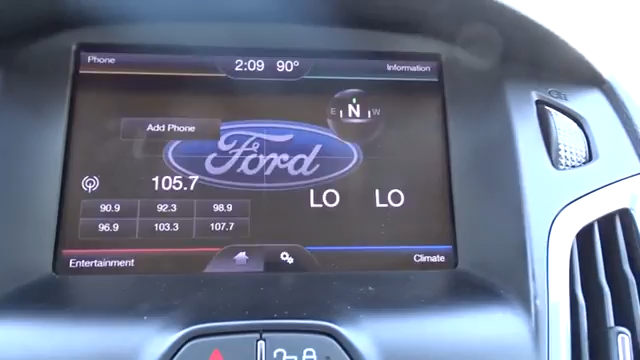 Phone
2:09 90°
Information
E N W
Add Phone
Ford
105.7
LO LO
90.9 92.3 98.9
96.9 103.3 107.7
Entertainment
Climate